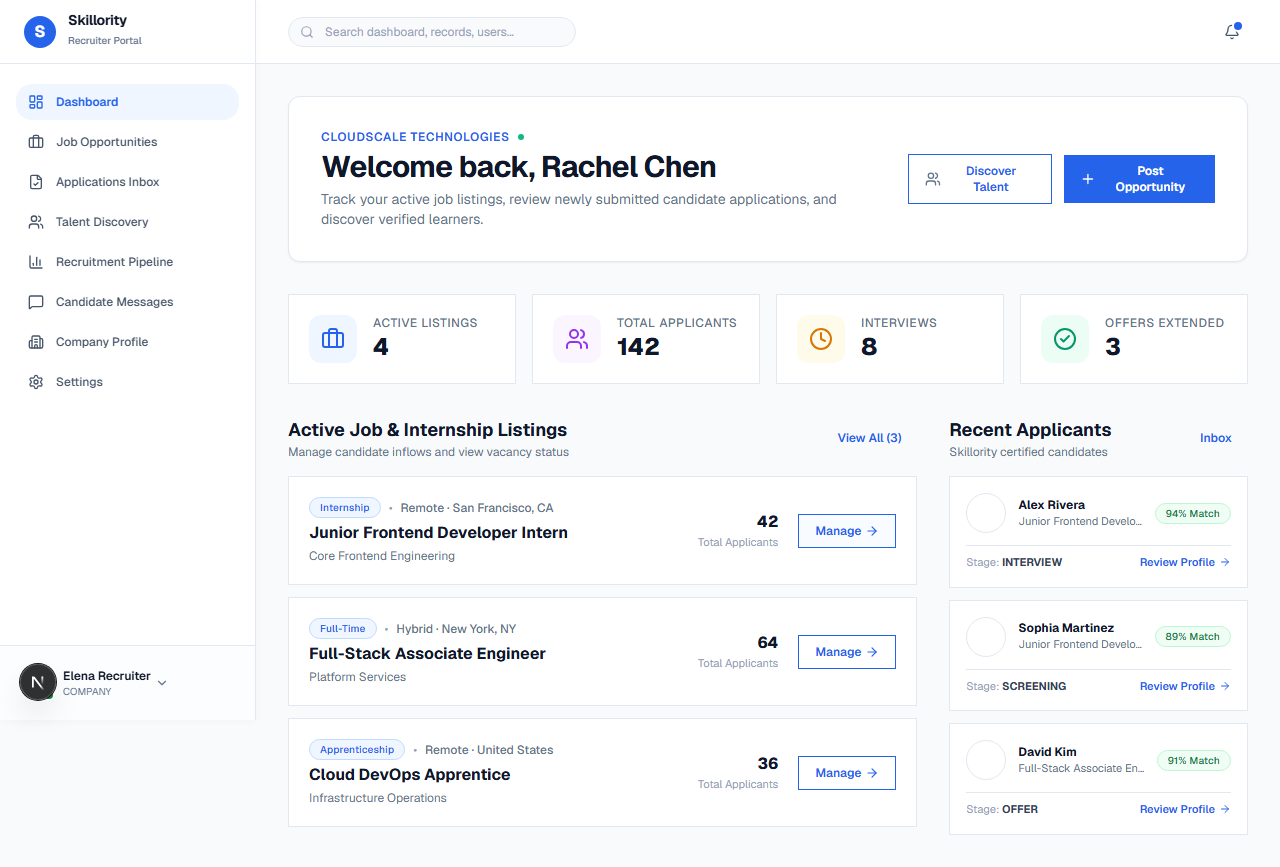 S
Skillority
Recruiter Portal
Search dashboard, records, users...
Dashboard
Job Opportunities
Applications Inbox
Talent Discovery
Recruitment Pipeline
Candidate Messages
Company Profile
Settings
N
Elena Recruiter
COMPANY
CLOUDSCALE TECHNOLOGIES
Welcome back, Rachel Chen
Track your active job listings, review newly submitted candidate applications, and
discover verified learners.
Discover
Talent
Post
Opportunity
ACTIVE LISTINGS
4
TOTAL APPLICANTS
142
INTERVIEWS
8
OFFERS EXTENDED
3
Active Job & Internship Listings
Manage candidate inflows and view vacancy status
View All (3)
Internship • Remote · San Francisco, CA
Junior Frontend Developer Intern
Core Frontend Engineering
42
Total Applicants
Manage →
Full-Time • Hybrid · New York, NY
Full-Stack Associate Engineer
Platform Services
64
Total Applicants
Manage →
Apprenticeship • Remote · United States
Cloud DevOps Apprentice
Infrastructure Operations
36
Total Applicants
Manage →
Recent Applicants
Skillority certified candidates
Inbox
Alex Rivera
Junior Frontend Develo...
94% Match
Stage: INTERVIEW
Review Profile →
Sophia Martinez
Junior Frontend Develo...
89% Match
Stage: SCREENING
Review Profile →
David Kim
Full-Stack Associate En...
91% Match
Stage: OFFER
Review Profile →